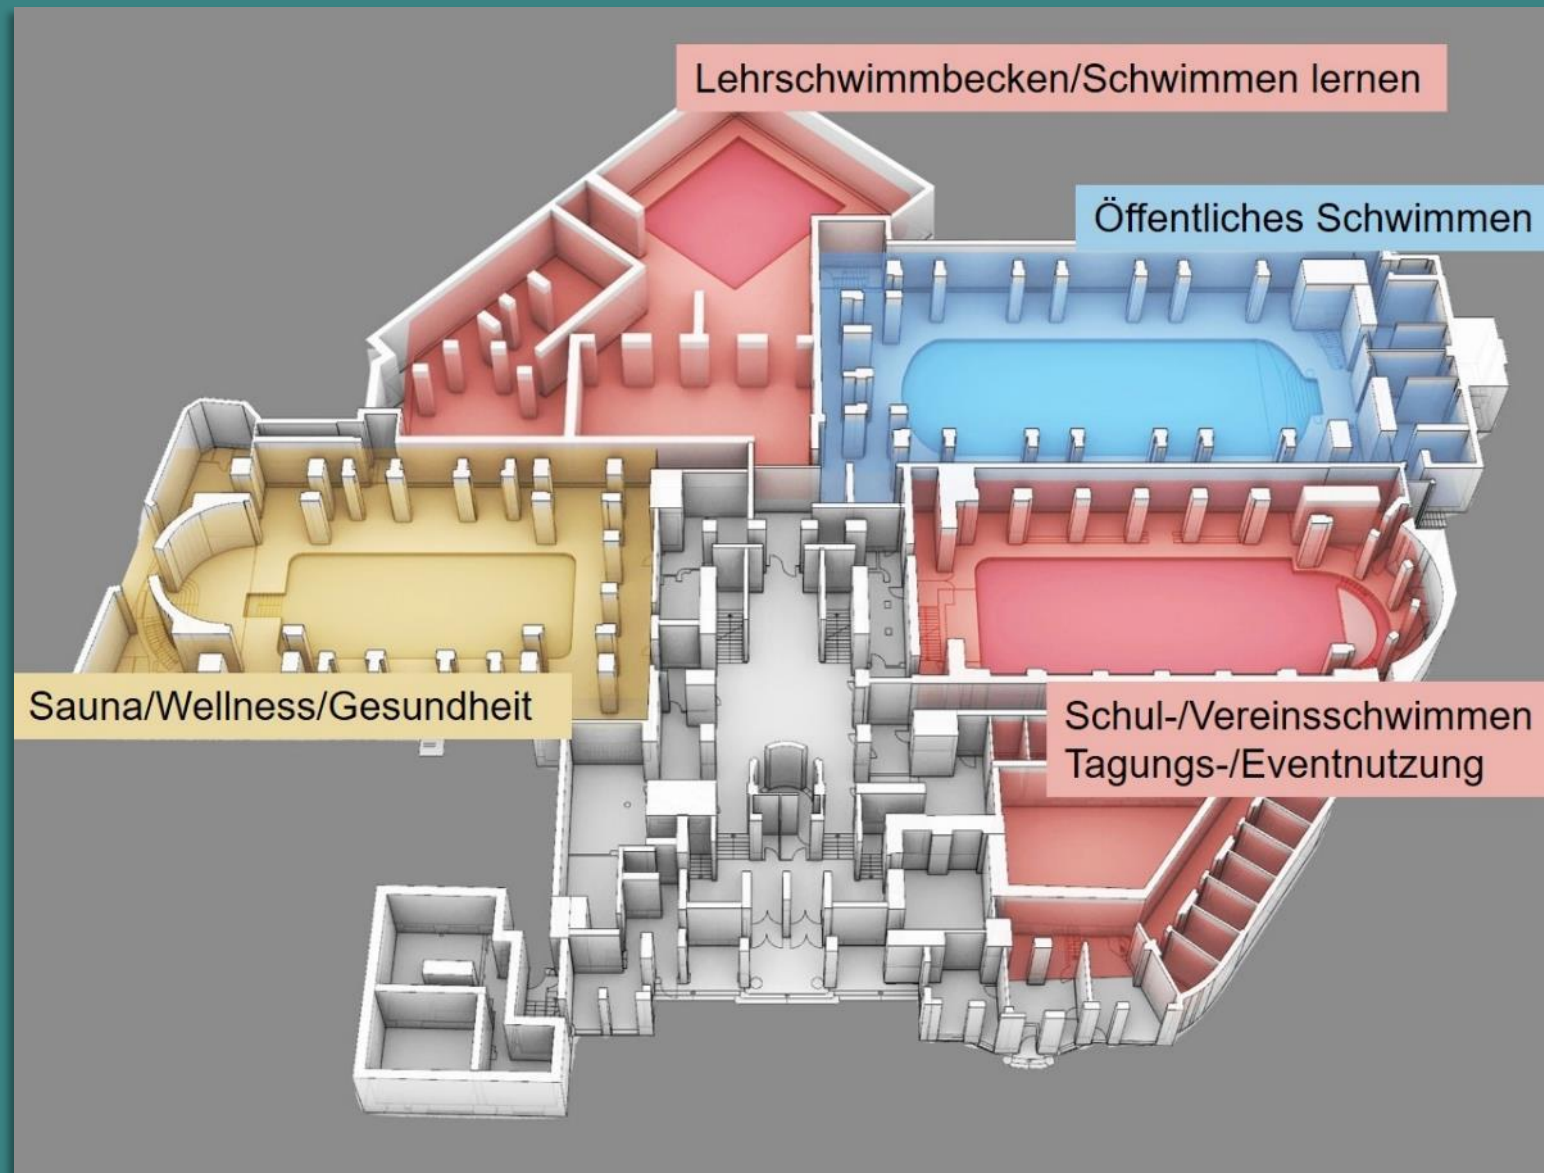 Lehrschwimmbecken/Schwimmen lernen
Öffentliches Schwimmen
Sauna/Wellness/Gesundheit
Schul-/Vereinsschwimmen
Tagungs-/Eventnutzung